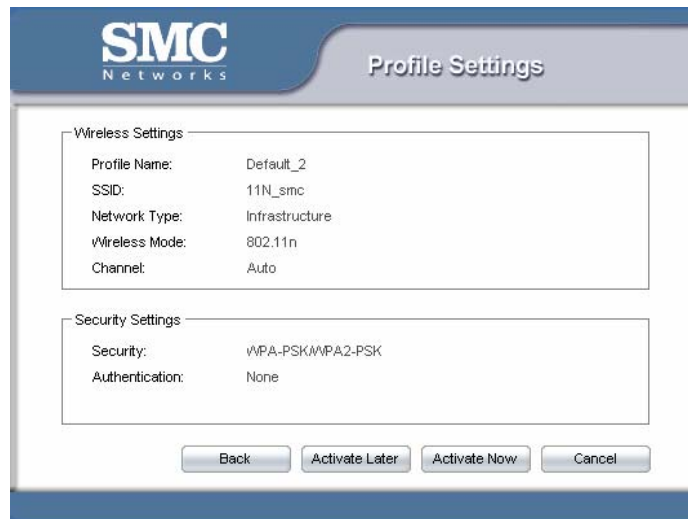 SMC
Networks
Profile Settings
Wireless Settings
Profile Name: Default_2
SSID: 11N_smc
Network Type: Infrastructure
Wireless Mode: 802.11n
Channel: Auto
Security Settings
Security: WPA-PSK/WPA2-PSK
Authentication: None
Back Activate Later Activate Now Cancel